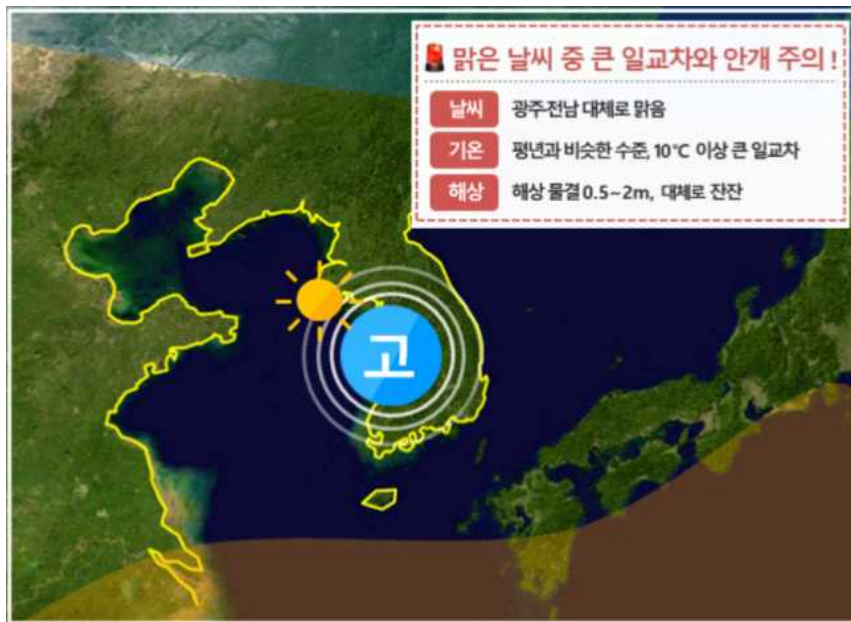 맑은 날씨 중 큰 일교차와 안개 주의 !
날씨 광주·전남 대체로 맑음
기온 평년과 비슷한 수준, 10℃ 이상 큰 일교차
해상 해상 물결 0.5~2m, 대체로 잔잔
고